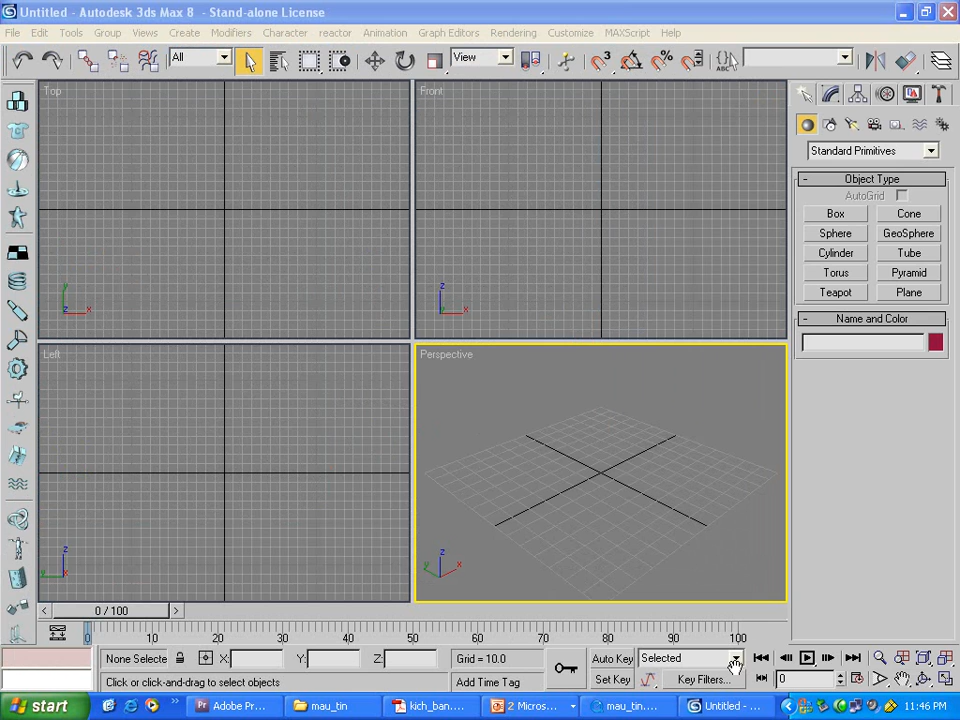 Untitled - Autodesk 3ds Max 8 - Stand-alone License
File Edit Tools Group Views Create Modifiers Character reactor Animation Graph Editors Rendering Customize MAXScript Help
All View
Top Front
Standard Primitives
- Object Type
AutoGrid
Box Cone
Sphere GeoSphere
Cylinder Tube
Torus Pyramid
Teapot Plane
- Name and Color
y z
z x y x
Left Perspective
z z
y x y x
< 0 / 100 >
0 10 20 30 40 50 60 70 80 90 100
None Selecte X: Y: Z: Grid = 10.0 Auto Key Selected
Click or click-and-drag to select objects Add Time Tag Set Key Key Filters... 0
start Adobe Pr... mau_tin kich_ban.... 2 Micros... mau_tin.... Untitled - ... 11:46 PM